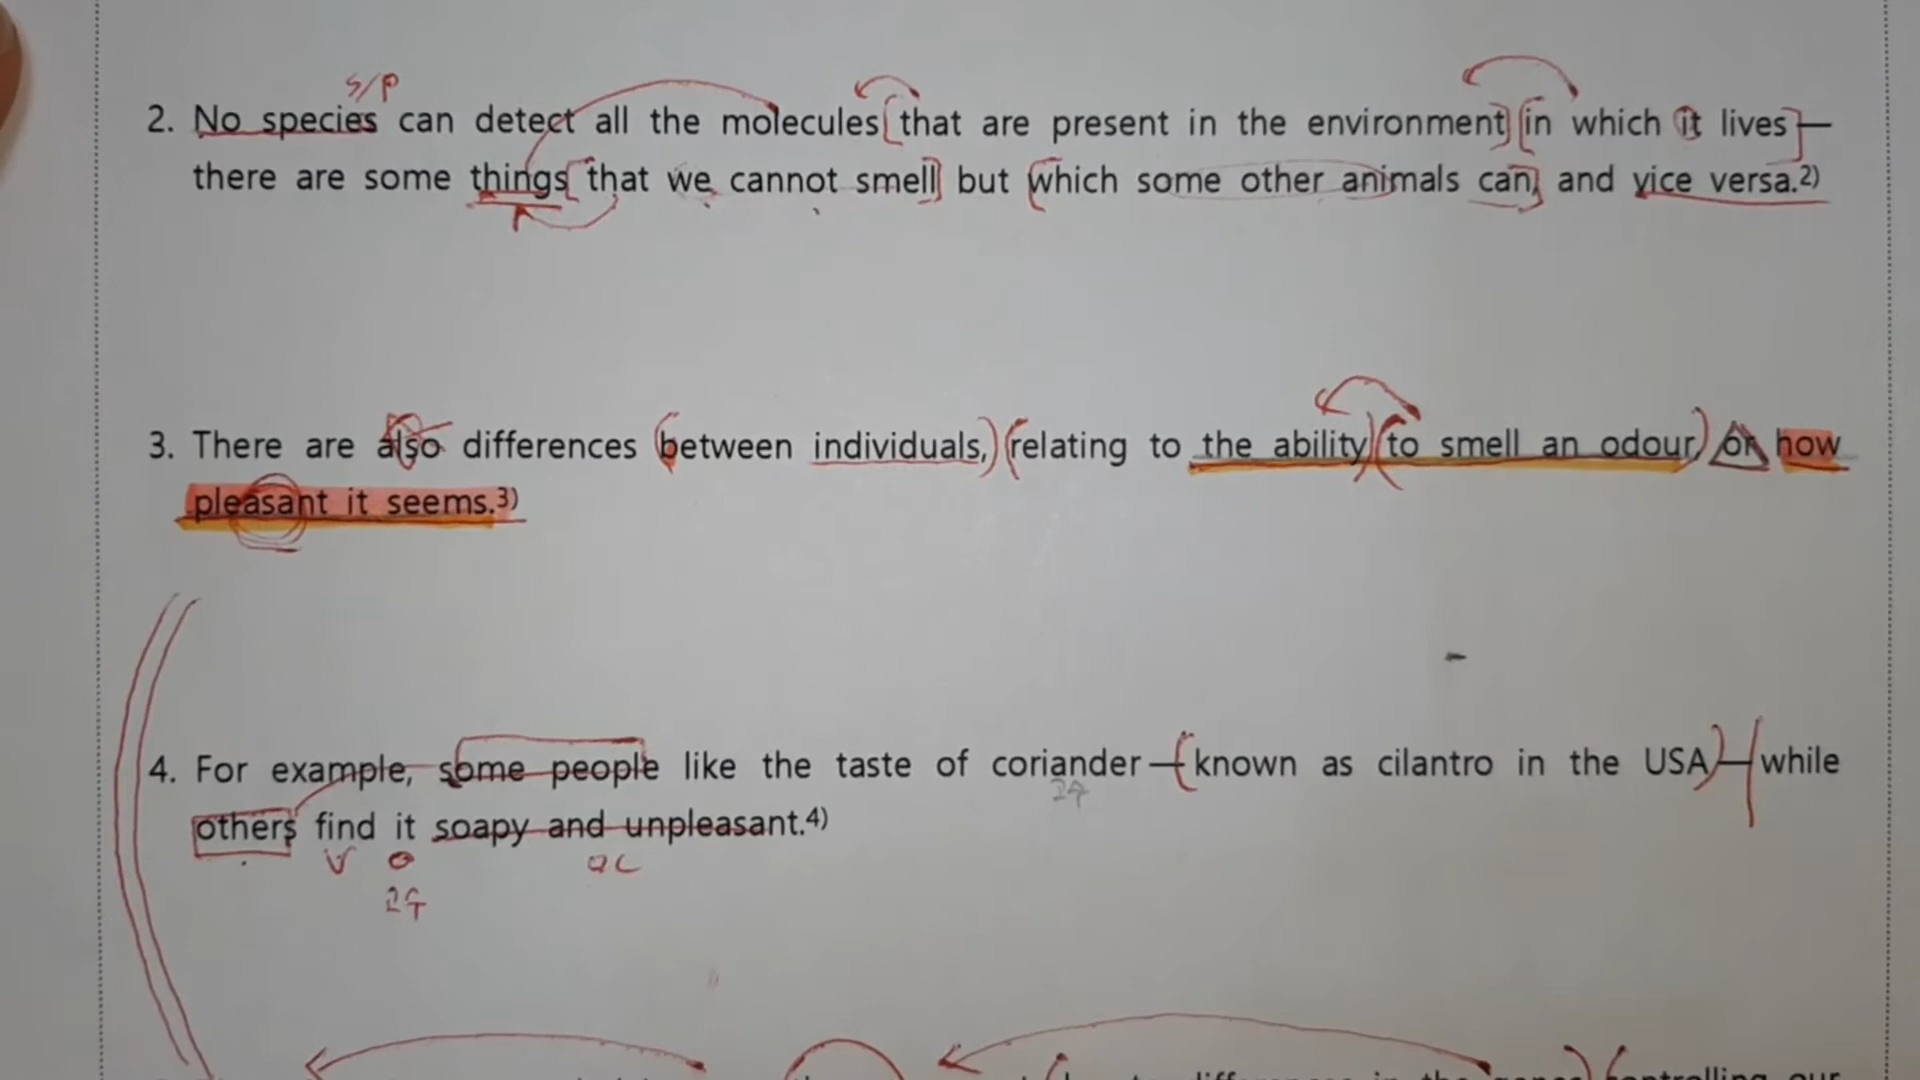 S/P
2. No species can detect all the molecules that are present in the environment in which it lives—
there are some things that we cannot smell but which some other animals can, and vice versa.2)
3. There are also differences between individuals, relating to the ability to smell an odour, or how
pleasant it seems.3)
4. For example, some people like the taste of coriander—known as cilantro in the USA—while
고수
others find it soapy and unpleasant.4)
V O OC